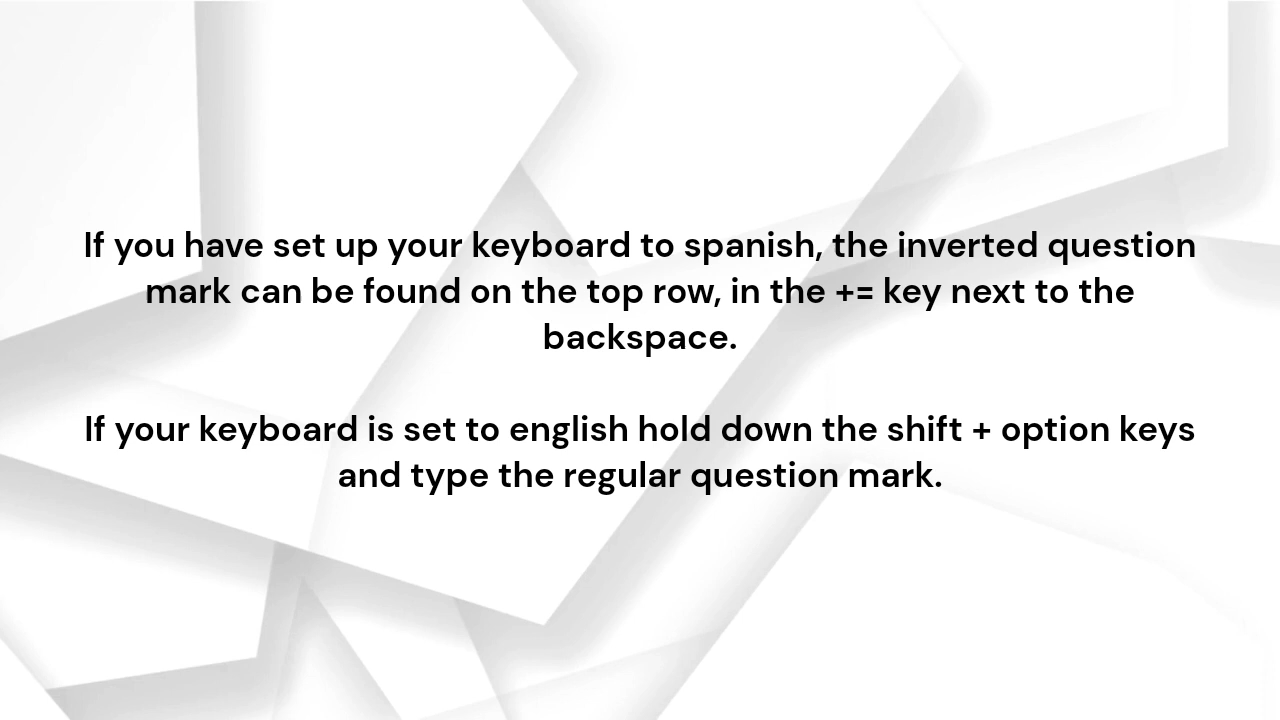 If you have set up your keyboard to spanish, the inverted question
mark can be found on the top row, in the += key next to the
backspace.
If your keyboard is set to english hold down the shift + option keys
and type the regular question mark.